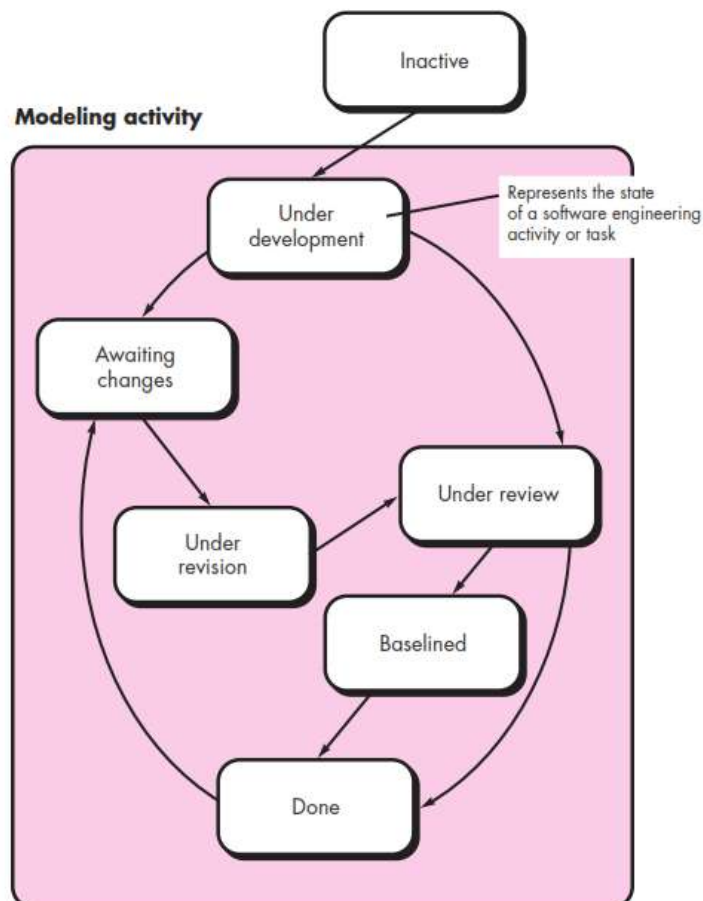 Inactive
Modeling activity
Under
development
Represents the state
of a software engineering
activity or task
Awaiting
changes
Under review
Under
revision
Baselined
Done